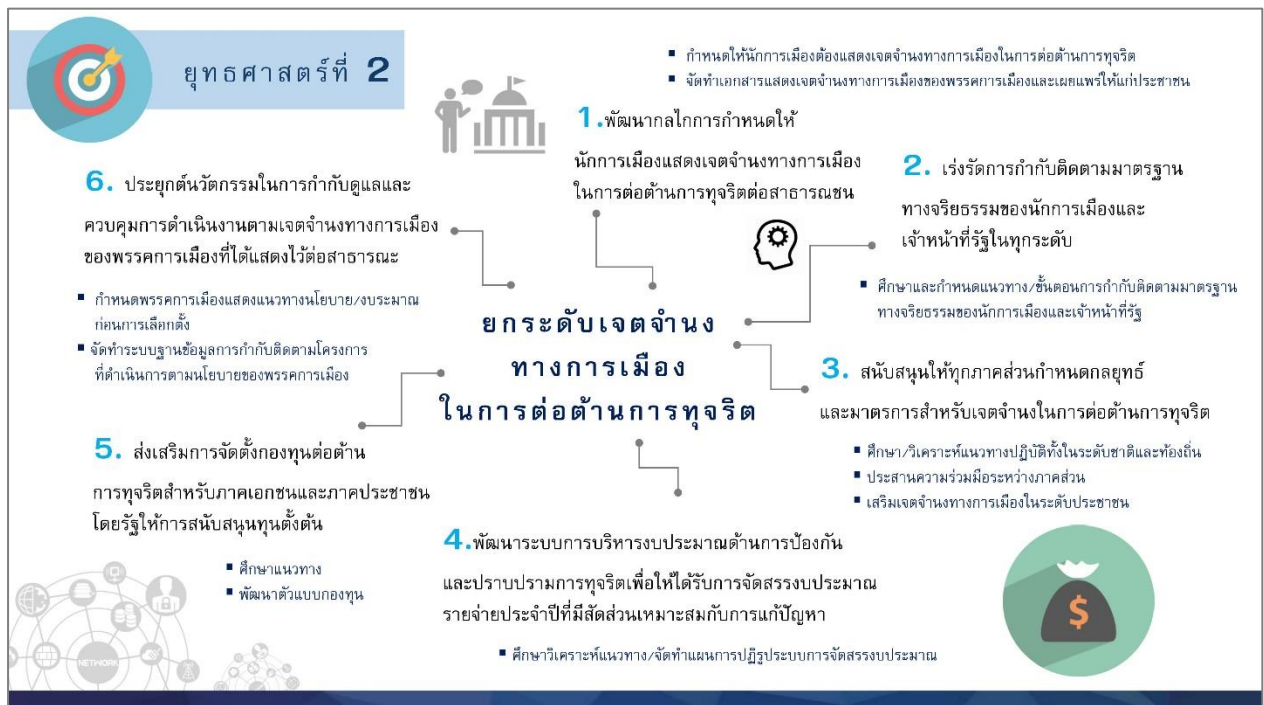 ยุทธศาสตร์ที่ 2
▪ กำหนดให้นักการเมืองต้องแสดงเจตจำนงทางการเมืองในการต่อต้านการทุจริต
▪ จัดทำเอกสารแสดงเจตจำนงทางการเมืองของพรรคการเมืองและเผยแพร่ให้แก่ประชาชน
1.พัฒนากลไกการกำหนดให้
นักการเมืองแสดงเจตจำนงทางการเมือง
ในการต่อต้านการทุจริตต่อสาธารณชน
2. เร่งรัดการกำกับติดตามมาตรฐาน
ทางจริยธรรมของนักการเมืองและ
เจ้าหน้าที่รัฐในทุกระดับ
▪ ศึกษาและกำหนดแนวทาง/ขั้นตอนการกำกับติดตามมาตรฐาน
ทางจริยธรรมของนักการเมืองและเจ้าหน้าที่รัฐ
3. สนับสนุนให้ทุกภาคส่วนกำหนดกลยุทธ์
และมาตรการสำหรับเจตจำนงในการต่อต้านการทุจริต
▪ ศึกษา/วิเคราะห์แนวทางปฏิบัติทั้งในระดับชาติและท้องถิ่น
▪ ประสานความร่วมมือระหว่างภาคส่วน
▪ เสริมเจตจำนงทางการเมืองในระดับประชาชน
4.พัฒนาระบบการบริหารงบประมาณด้านการป้องกัน
และปราบปรามการทุจริตเพื่อให้ได้รับการจัดสรรงบประมาณ
รายจ่ายประจำปีที่มีสัดส่วนเหมาะสมกับการแก้ปัญหา
▪ ศึกษาวิเคราะห์แนวทาง/จัดทำแผนการปฏิรูประบบการจัดสรรงบประมาณ
5. ส่งเสริมการจัดตั้งกองทุนต่อต้าน
การทุจริตสำหรับภาคเอกชนและภาคประชาชน
โดยรัฐให้การสนับสนุนทุนตั้งต้น
▪ ศึกษาแนวทาง
▪ พัฒนาตัวแบบกองทุน
6. ประยุกต์นวัตกรรมในการกำกับดูแลและ
ควบคุมการดำเนินงานตามเจตจำนงทางการเมือง
ของพรรคการเมืองที่ได้แสดงไว้ต่อสาธารณะ
▪ กำหนดพรรคการเมืองแสดงแนวทางนโยบาย/งบประมาณ
ก่อนการเลือกตั้ง
▪ จัดทำระบบฐานข้อมูลการกำกับติดตามโครงการ
ที่ดำเนินการตามนโยบายของพรรคการเมือง
ยกระดับเจตจำนง
ทางการเมือง
ในการต่อต้านการทุจริต
NETWORK
$